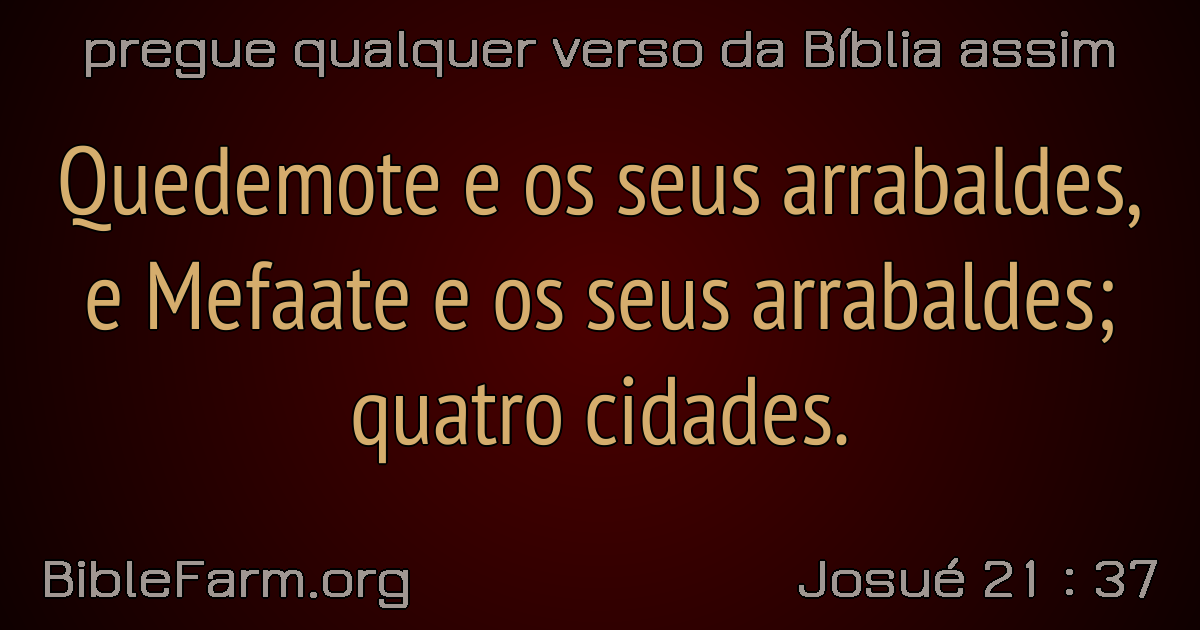 pregue qualquer verso da Bíblia assim
Quedemote e os seus arrabaldes,
e Mefaate e os seus arrabaldes;
quatro cidades.
BibleFarm.org
Josué 21 : 37